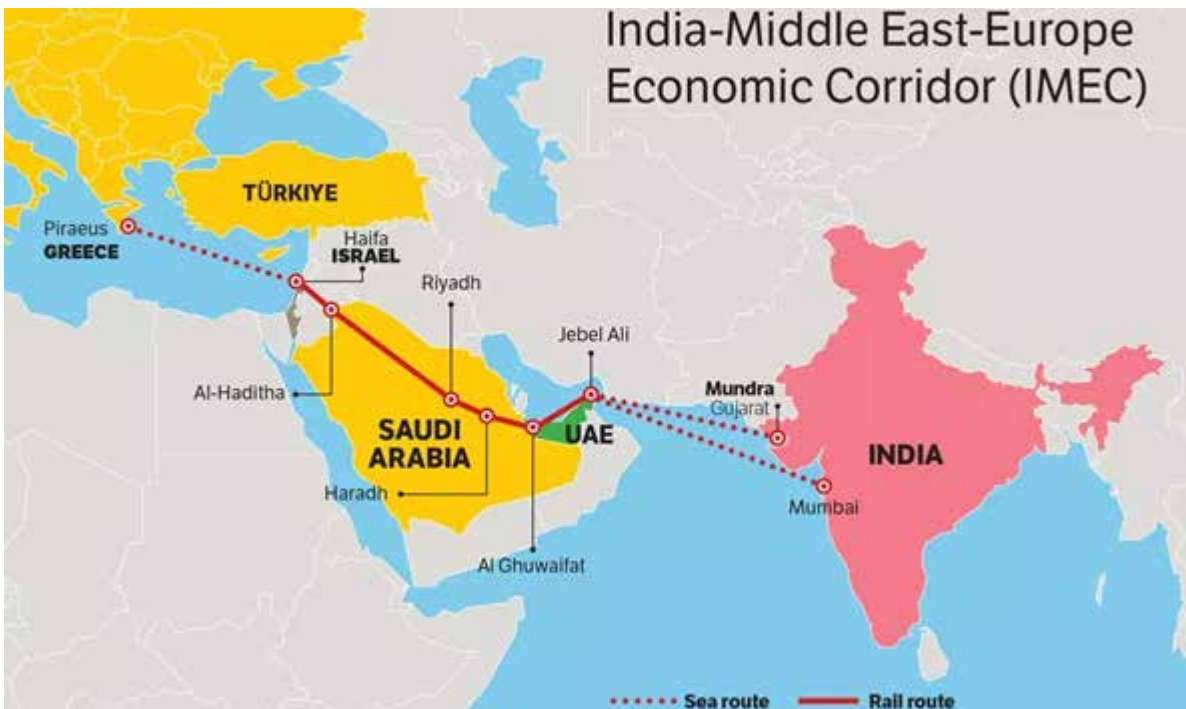 India-Middle East-Europe
Economic Corridor (IMEC)
TÜRKIYE
Piraeus
GREECE
Haifa
ISRAEL
Riyadh
Jebel Ali
Al-Haditha
Mundra
Gujarat
SAUDI
ARABIA
UAE
INDIA
Haradh
Mumbai
Al Ghuwaifat
Sea route
Rail route